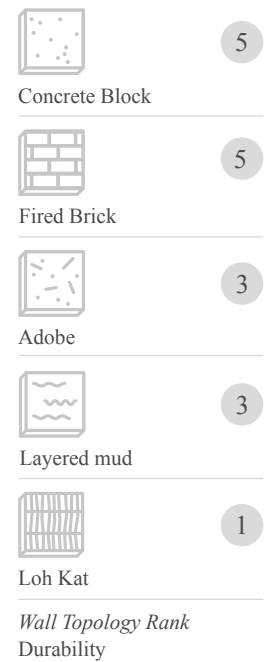 5
Concrete Block
5
Fired Brick
3
Adobe
3
Layered mud
1
Loh Kat
Wall Topology Rank
Durability